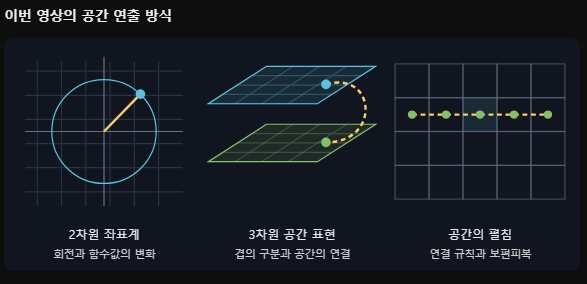 이번 영상의 공간 연출 방식
2차원 좌표계
회전과 함수값의 변화
3차원 공간 표현
겹의 구분과 공간의 연결
공간의 펼침
연결 규칙과 보편피복